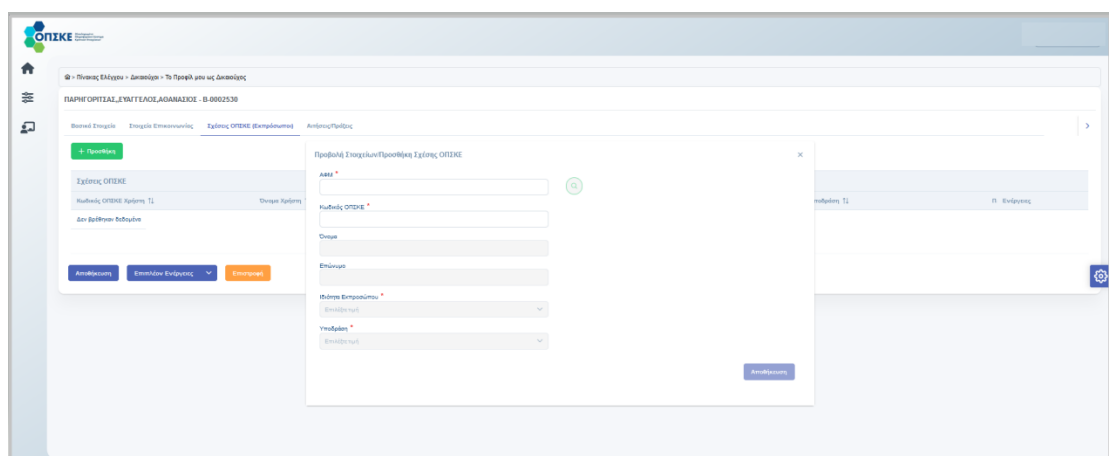 ΟΠΣΚΕ
> Πίνακας Ελέγχου > Δικαιούχοι > Το Προφίλ μου ως Δικαιούχος
ΠΑΡΗΓΟΡΙΤΣΑΣ,,ΕΥΑΓΓΕΛΟΣ,ΑΘΑΝΑΣΙΟΣ - B-0002530
Βασικά Στοιχεία Στοιχεία Επικοινωνίας Σχέσεις ΟΠΣΚΕ (Εκπρόσωποι) Αιτήσεις/Πράξεις
+ Προσθήκη
Προβολή Στοιχείων/Προσθήκη Σχέσης ΟΠΣΚΕ
ΑΦΜ *
Σχέσεις ΟΠΣΚΕ
Κωδικός ΟΠΣΚΕ Χρήστη Όνομα Χρήστη
Υποδράση Π Ενέργειες
Κωδικός ΟΠΣΚΕ *
Δεν βρέθηκαν δεδομένα
Όνομα
Επώνυμο
Αποθήκευση Επιπλέον Ενέργειες Επιστροφή
Ιδιότητα Εκπροσώπου *
Επιλέξτε τιμή
Υποδράση *
Επιλέξτε τιμή
Αποθήκευση